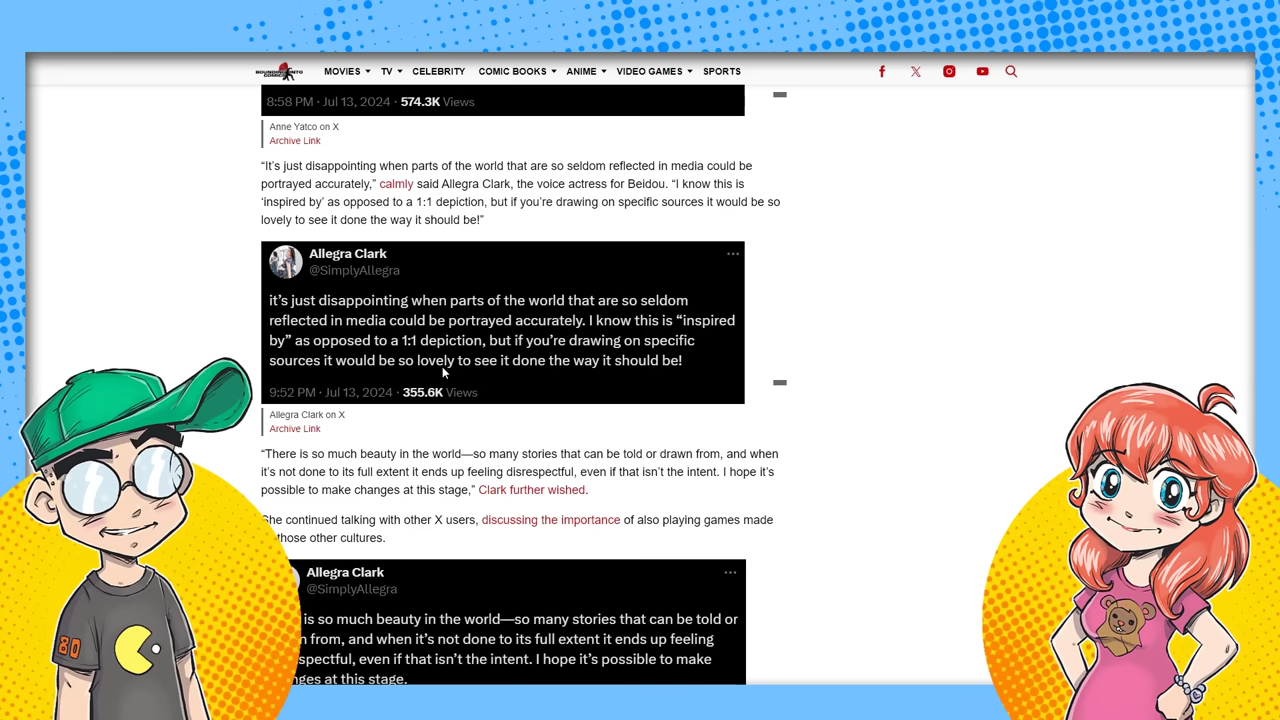 BOUNDING INTO COMICS
MOVIES TV CELEBRITY COMIC BOOKS ANIME VIDEO GAMES SPORTS
8:58 PM · Jul 13, 2024 · 574.3K Views
Anne Yatco on X
Archive Link
“It’s just disappointing when parts of the world that are so seldom reflected in media could be
portrayed accurately,” calmly said Allegra Clark, the voice actress for Beidou. “I know this is
‘inspired by’ as opposed to a 1:1 depiction, but if you’re drawing on specific sources it would be so
lovely to see it done the way it should be!”
Allegra Clark
@SimplyAllegra
it’s just disappointing when parts of the world that are so seldom
reflected in media could be portrayed accurately. I know this is “inspired
by” as opposed to a 1:1 depiction, but if you’re drawing on specific
sources it would be so lovely to see it done the way it should be!
9:52 PM · Jul 13, 2024 · 355.6K Views
Allegra Clark on X
Archive Link
“There is so much beauty in the world—so many stories that can be told or drawn from, and when
it’s not done to its full extent it ends up feeling disrespectful, even if that isn’t the intent. I hope it’s
possible to make changes at this stage,” Clark further wished.
She continued talking with other X users, discussing the importance of also playing games made
those other cultures.
Allegra Clark
@SimplyAllegra
is so much beauty in the world—so many stories that can be told or
from, and when it’s not done to its full extent it ends up feeling
spectful, even if that isn’t the intent. I hope it’s possible to make
nges at this stage.
80